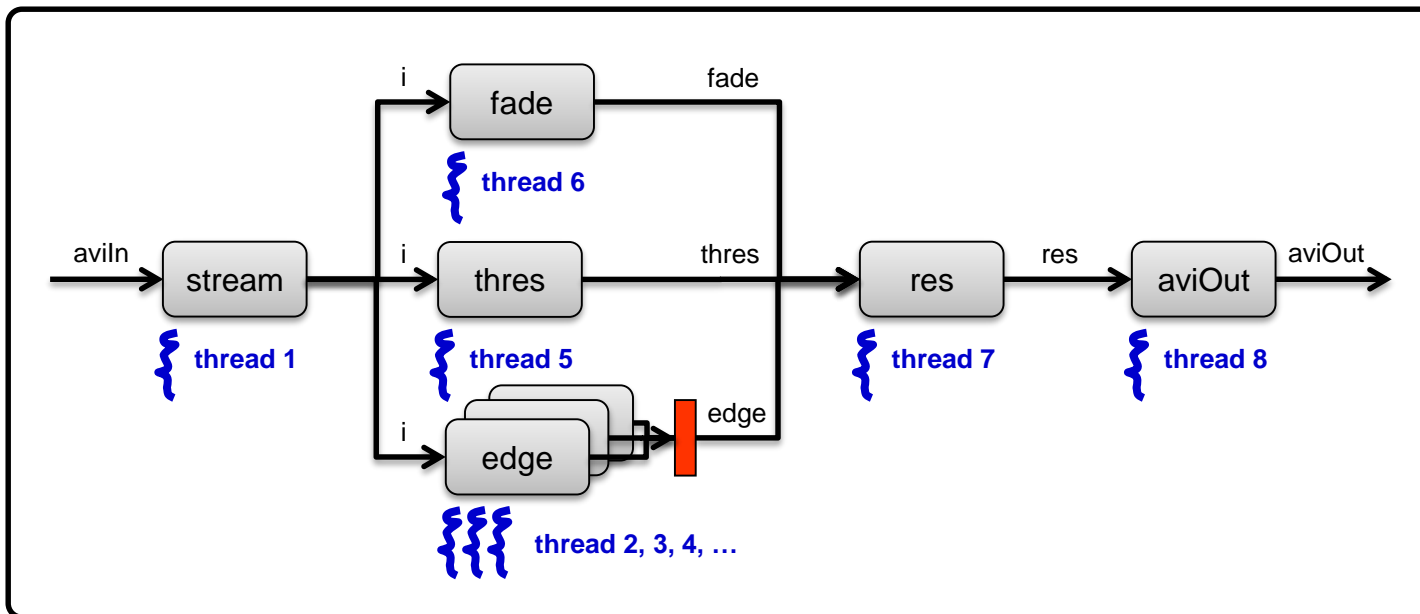 i
fade
fade
thread 6
aviIn
stream
i
thres
thres
res
res
aviOut
aviOut
thread 1
thread 5
thread 7
thread 8
i
edge
edge
thread 2, 3, 4, …